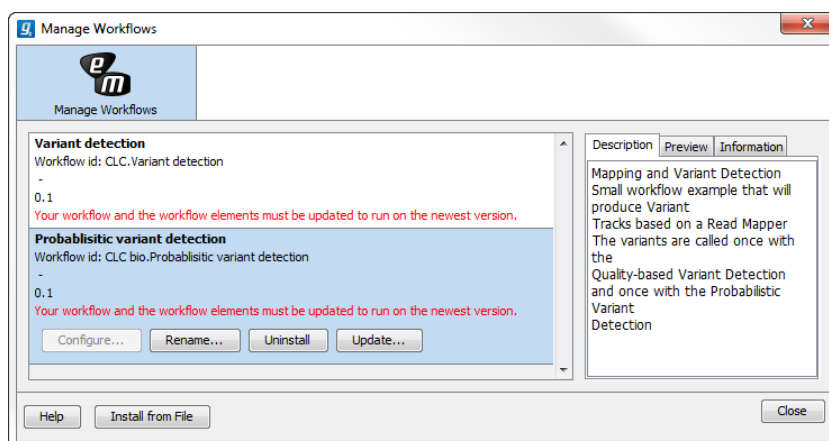 Manage Workflows
Manage Workflows
Variant detection
Workflow id: CLC.Variant detection
-
0.1
Your workflow and the workflow elements must be updated to run on the newest version.
Probablisitic variant detection
Workflow id: CLC bio.Probablisitic variant detection
-
0.1
Your workflow and the workflow elements must be updated to run on the newest version.
Configure... Rename... Uninstall Update...
Description Preview Information
Mapping and Variant Detection
Small workflow example that will
produce Variant
Tracks based on a Read Mapper
The variants are called once with
the
Quality-based Variant Detection
and once with the Probabilistic
Variant
Detection
Help Install from File Close